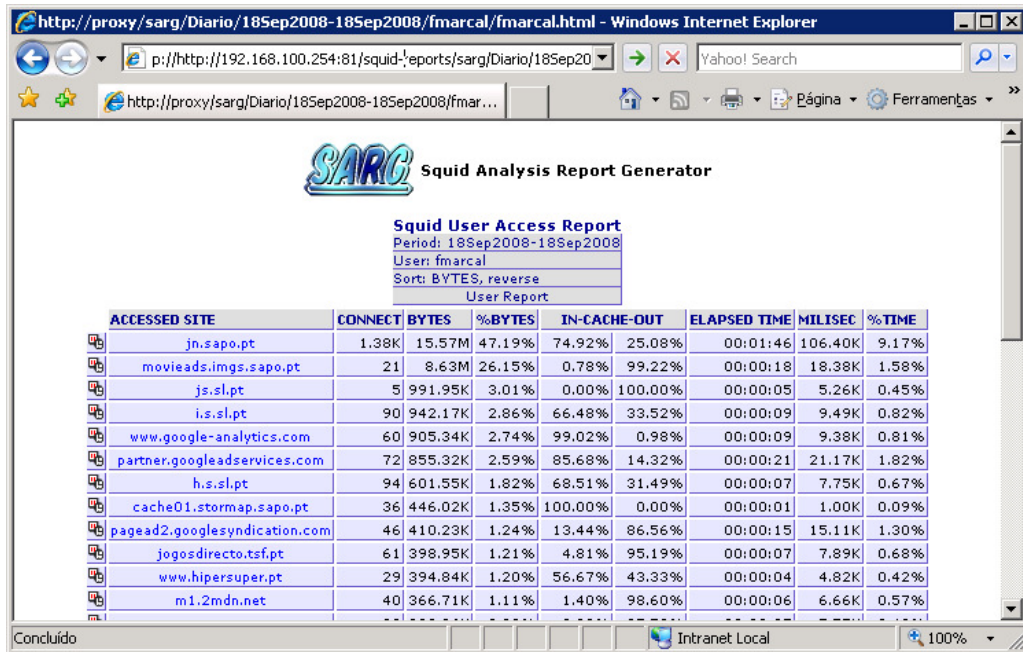 http://proxy/sarg/Diario/18Sep2008-18Sep2008/fmarcal/fmarcal.html - Windows Internet Explorer
p://http://192.168.100.254:81/squid-reports/sarg/Diario/18Sep20
Yahoo! Search
http://proxy/sarg/Diario/18Sep2008-18Sep2008/fmar...
Página
Ferramentas
»
SARG Squid Analysis Report Generator
Squid User Access Report
Period: 18Sep2008-18Sep2008
User: fmarcal
Sort: BYTES, reverse
User Report
ACCESSED SITE CONNECT BYTES %BYTES IN-CACHE-OUT ELAPSED TIME MILISEC %TIME
jn.sapo.pt 1.38K 15.57M 47.19% 74.92% 25.08% 00:01:46 106.40K 9.17%
movieads.imgs.sapo.pt 21 8.63M 26.15% 0.78% 99.22% 00:00:18 18.38K 1.58%
js.sl.pt 5 991.95K 3.01% 0.00% 100.00% 00:00:05 5.26K 0.45%
i.s.sl.pt 90 942.17K 2.86% 66.48% 33.52% 00:00:09 9.49K 0.82%
www.google-analytics.com 60 905.34K 2.74% 99.02% 0.98% 00:00:09 9.38K 0.81%
partner.googleadservices.com 72 855.32K 2.59% 85.68% 14.32% 00:00:21 21.17K 1.82%
h.s.sl.pt 94 601.55K 1.82% 68.51% 31.49% 00:00:07 7.75K 0.67%
cache01.stormap.sapo.pt 36 446.02K 1.35% 100.00% 0.00% 00:00:01 1.00K 0.09%
pagead2.googlesyndication.com 46 410.23K 1.24% 13.44% 86.56% 00:00:15 15.11K 1.30%
jogosdirecto.tsf.pt 61 398.95K 1.21% 4.81% 95.19% 00:00:07 7.89K 0.68%
www.hipersuper.pt 29 394.84K 1.20% 56.67% 43.33% 00:00:04 4.82K 0.42%
m1.2mdn.net 40 366.71K 1.11% 1.40% 98.60% 00:00:06 6.66K 0.57%
Concluído
Intranet Local
100%